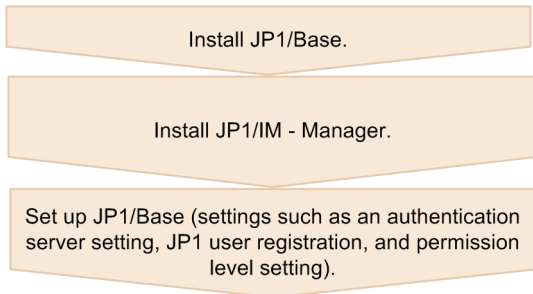 Install JP1/Base.
Install JP1/IM - Manager.
Set up JP1/Base (settings such as an authentication
server setting, JP1 user registration, and permission
level setting).